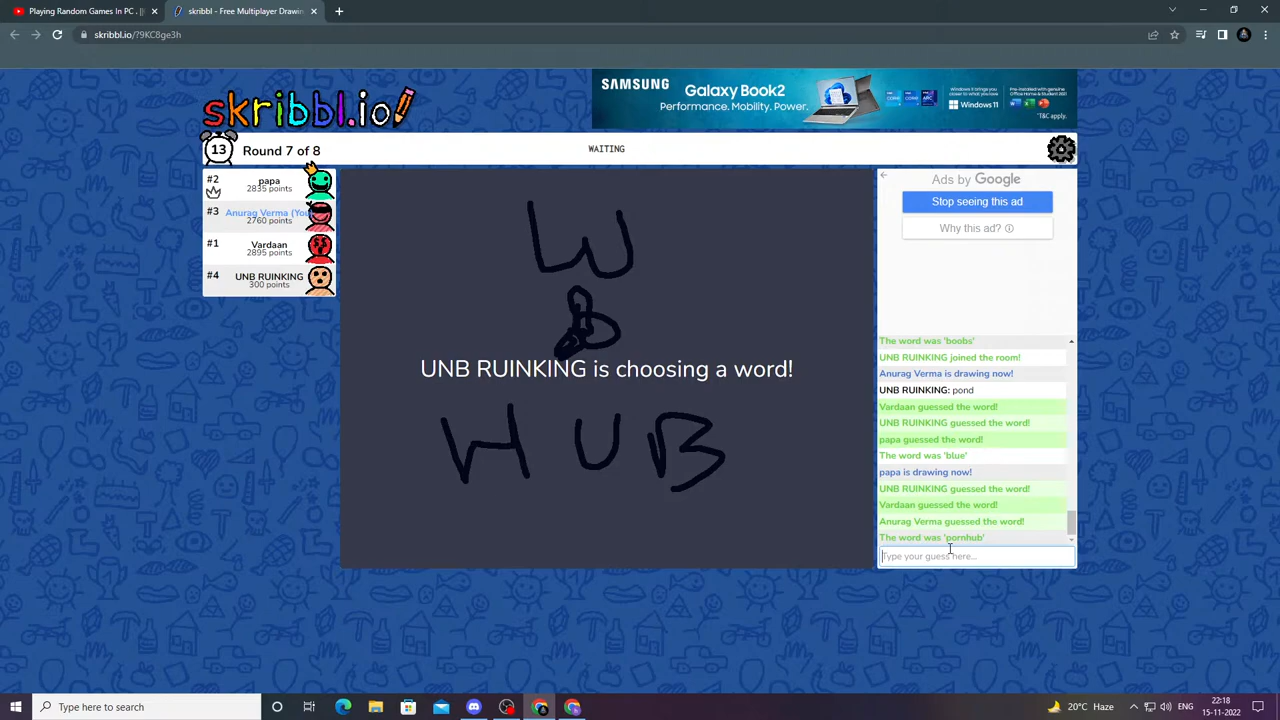 Playing Random Games In PC . ||
skribbl - Free Multiplayer Drawin
skribbl.io/?9KC8ge3h
skribbl.io
SAMSUNG
Galaxy Book2
Performance. Mobility. Power.
Windows 11
*T&C apply.
13
Round 7 of 8
WAITING
#2
papa
2835 points
#3
Anurag Verma (You
2760 points
#1
Vardaan
2895 points
#4
UNB RUINKING
300 points
W
UNB RUINKING is choosing a word!
HUB
Ads by Google
Stop seeing this ad
Why this ad?
The word was 'boobs'
UNB RUINKING joined the room!
Anurag Verma is drawing now!
UNB RUINKING: pond
Vardaan guessed the word!
UNB RUINKING guessed the word!
papa guessed the word!
The word was 'blue'
papa is drawing now!
UNB RUINKING guessed the word!
Vardaan guessed the word!
Anurag Verma guessed the word!
The word was 'pornhub'
Type your guess here...
Type here to search
20°C Haze
ENG
22:18
15-11-2022